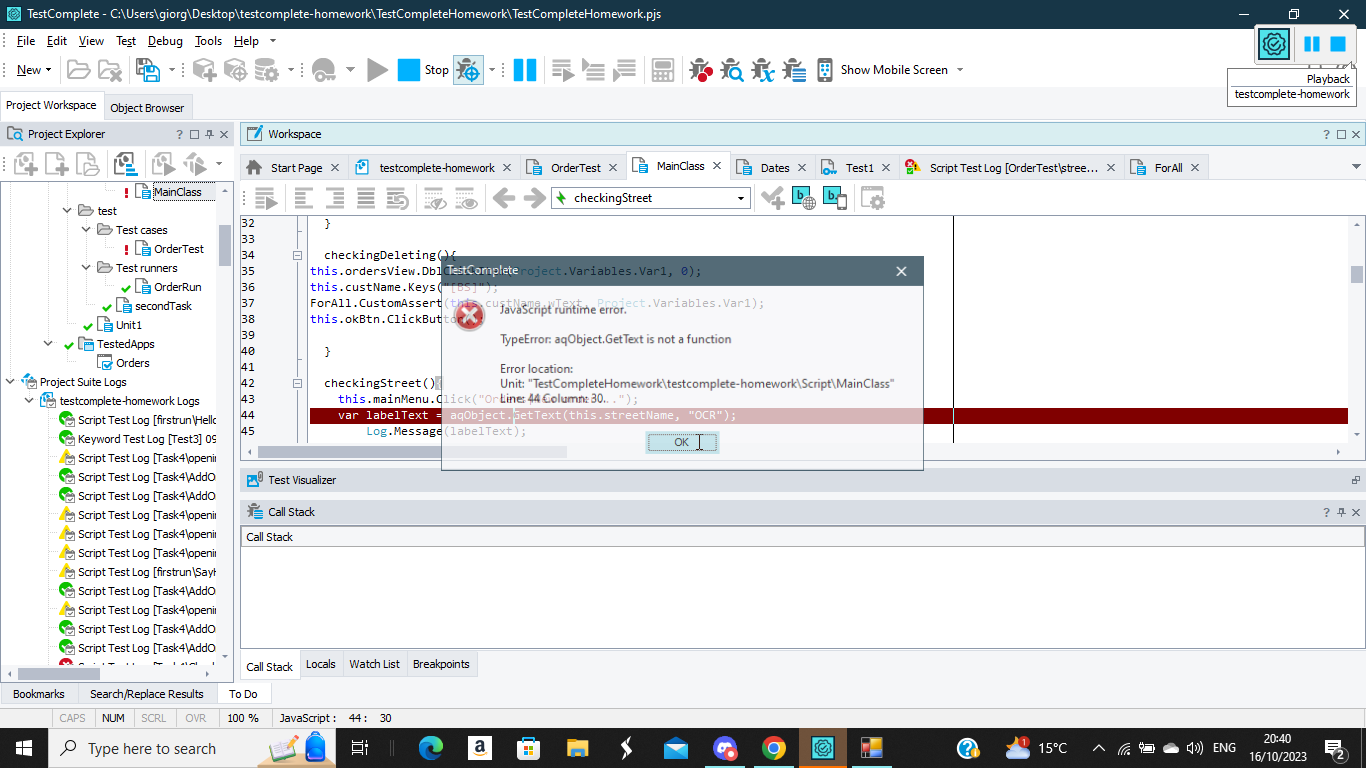 TestComplete - C:\Users\giorg\Desktop\testcomplete-homework\TestCompleteHomework\TestCompleteHomework.pjs
File Edit View Test Debug Tools Help
New Stop Show Mobile Screen
Playback
testcomplete-homework
Project Workspace Object Browser
Project Explorer ? Workspace ?
Start Page testcomplete-homework OrderTest MainClass Dates Test1 Script Test Log [OrderTest\stree... ForAll
checkingStreet
MainClass
test
Test cases
OrderTest
Test runners
OrderRun
secondTask
Unit1
TestedApps
Orders
Project Suite Logs
testcomplete-homework Logs
Script Test Log [firstrun\Hello
Keyword Test Log [Test3] 09
Script Test Log [Task4\openi
Script Test Log [Task4\AddO
Script Test Log [Task4\AddO
Script Test Log [Task4\openi
Script Test Log [Task4\openi
Script Test Log [Task4\openi
Script Test Log [firstrun\SayH
Script Test Log [Task4\AddO
Script Test Log [Task4\openi
Script Test Log [Task4\AddO
Script Test Log [Task4\AddO
32 }
33
34 checkingDeleting(){
35 this.ordersView.DblC Project.Variables.Var1, 0);
36 this.custName.Keys("[BS]");
37 ForAll.CustomAssert(this.custName.wText, Project.Variables.Var1);
38 this.okBtn.ClickButto
39
40 }
41
42 checkingStreet(){
43 this.mainMenu.Click("Or ..");
44 var labelText = aqObject.GetText(this.streetName, "OCR");
45 Log.Message(labelText);
TestComplete
JavaScript runtime error.
TypeError: aqObject.GetText is not a function
Error location:
Unit: "TestCompleteHomework\testcomplete-homework\Script\MainClass"
Line: 44 Column: 30.
OK
Test Visualizer
Call Stack ?
Call Stack
Call Stack Locals Watch List Breakpoints
Bookmarks Search/Replace Results To Do
CAPS NUM SCRL OVR 100 % JavaScript : 44 : 30
Type here to search
15°C ENG 20:40
16/10/2023 2